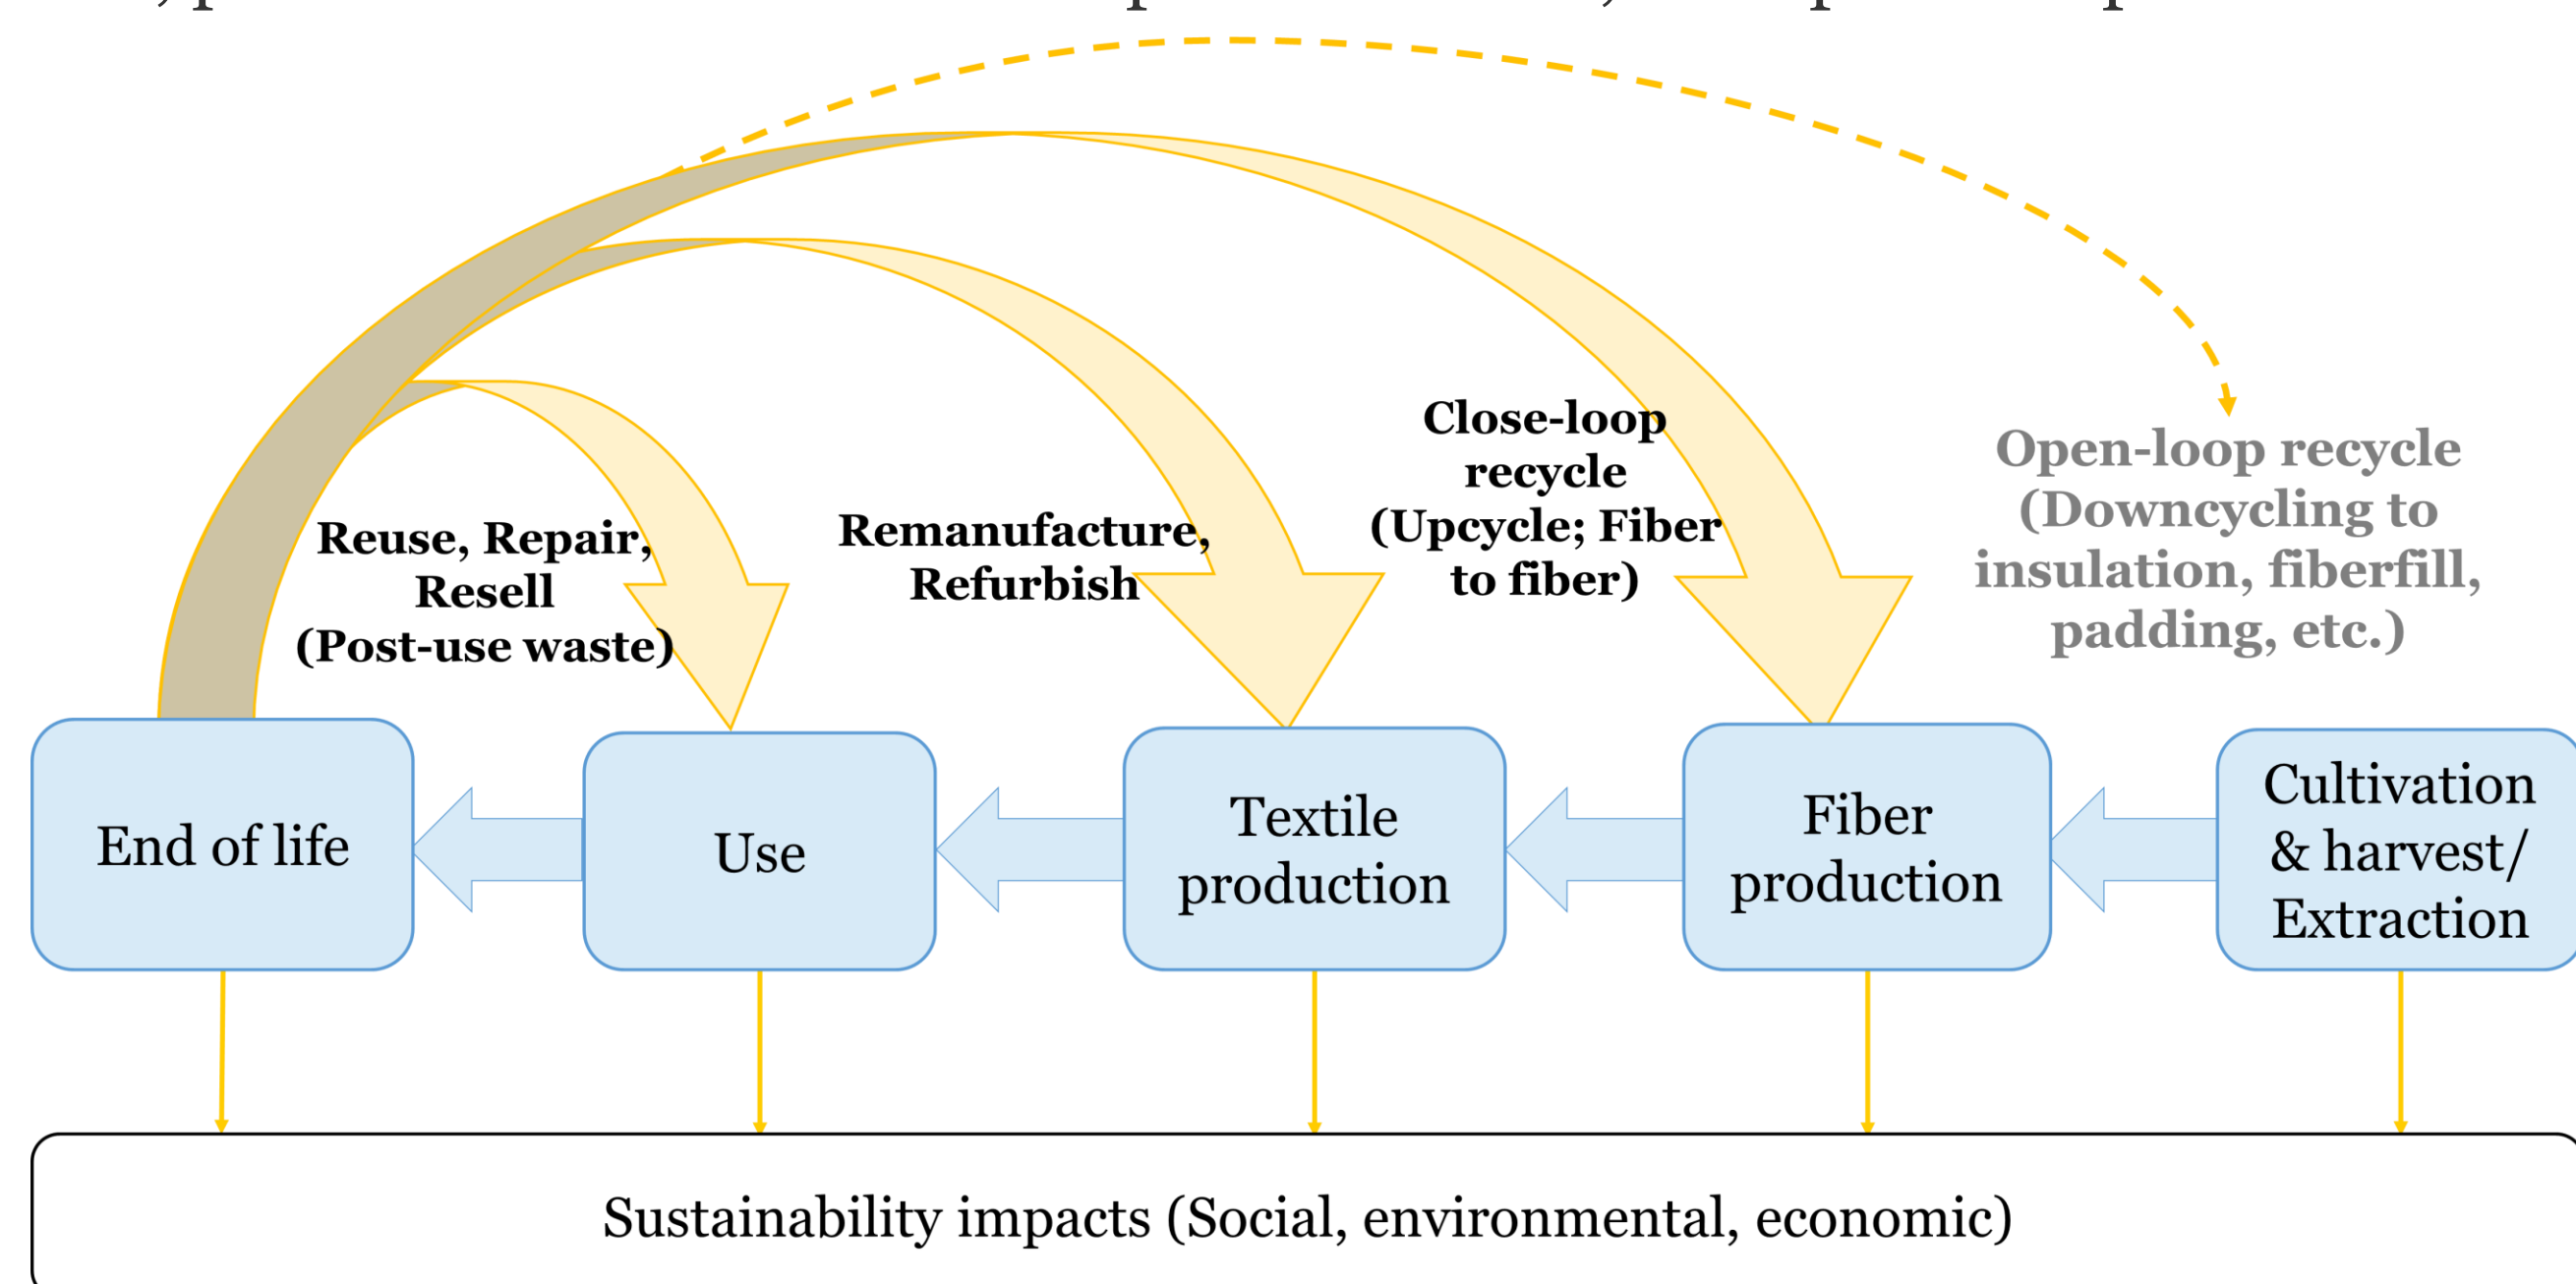 Reuse, Repair,
Resell
(Post-use waste)
Remanufacture,
Refurbish
Close-loop
recycle
(Upcycle; Fiber
to fiber)
Open-loop recycle
(Downcycling to
insulation, fiberfill,
padding, etc.)
End of life
Use
Textile
production
Fiber
production
Cultivation
& harvest/
Extraction
Sustainability impacts (Social, environmental, economic)